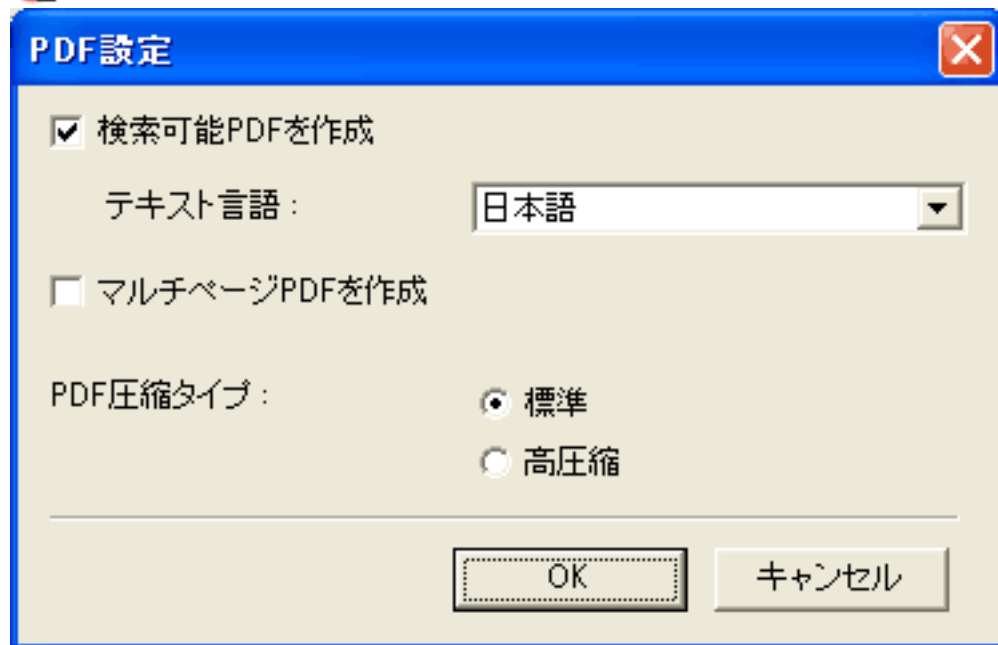 PDF設定
検索可能PDFを作成
テキスト言語 : 日本語
マルチページPDFを作成
PDF圧縮タイプ : 標準
高圧縮
OK キャンセル